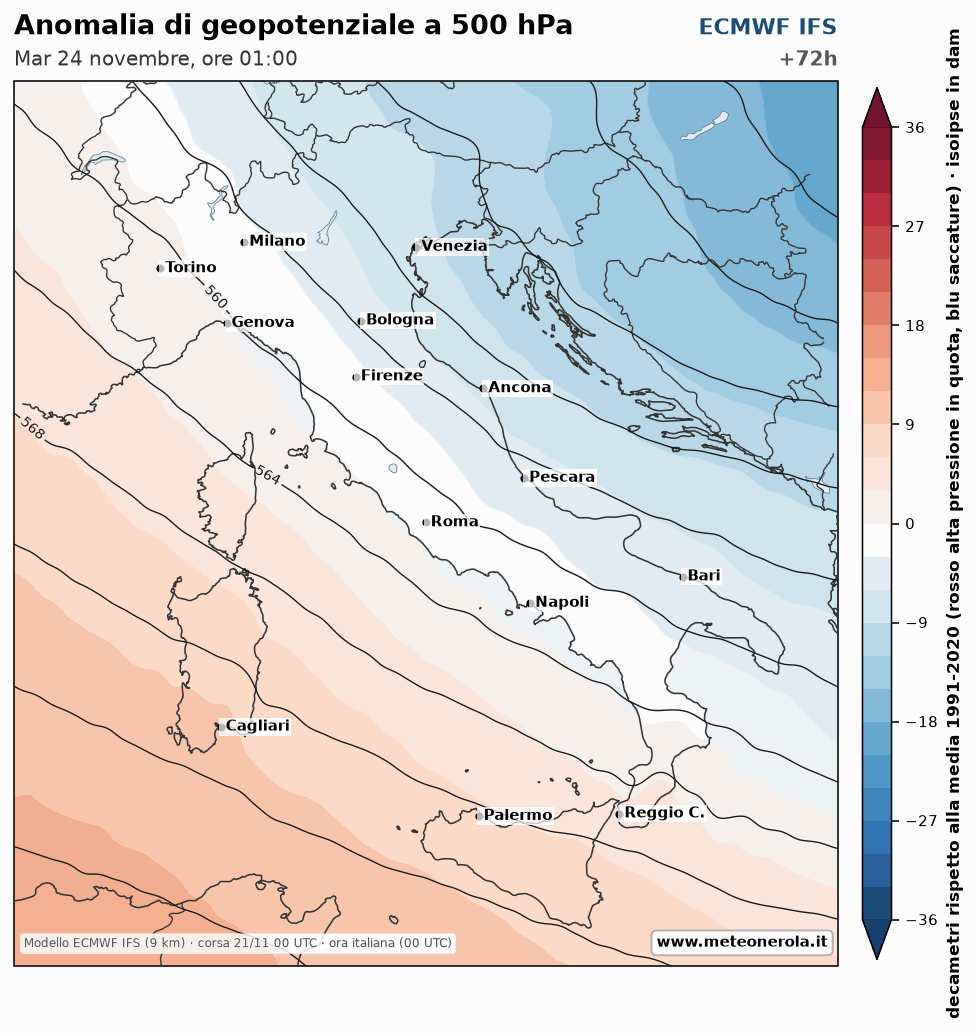 Anomalia di geopotenziale a 500 hPa
ECMWF IFS
Mar 24 novembre, ore 01:00
+72h
Milano
Venezia
Torino
560
Genova
Bologna
Firenze
Ancona
568
564
Pescara
Roma
Bari
Napoli
Cagliari
Palermo
Reggio C.
Modello ECMWF IFS (9 km) · corsa 21/11 00 UTC · ora italiana (00 UTC)
www.meteonerola.it
36
27
18
9
0
−9
−18
−27
−36
decametri rispetto alla media 1991-2020 (rosso alta pressione in quota, blu saccature) · isoipse in dam